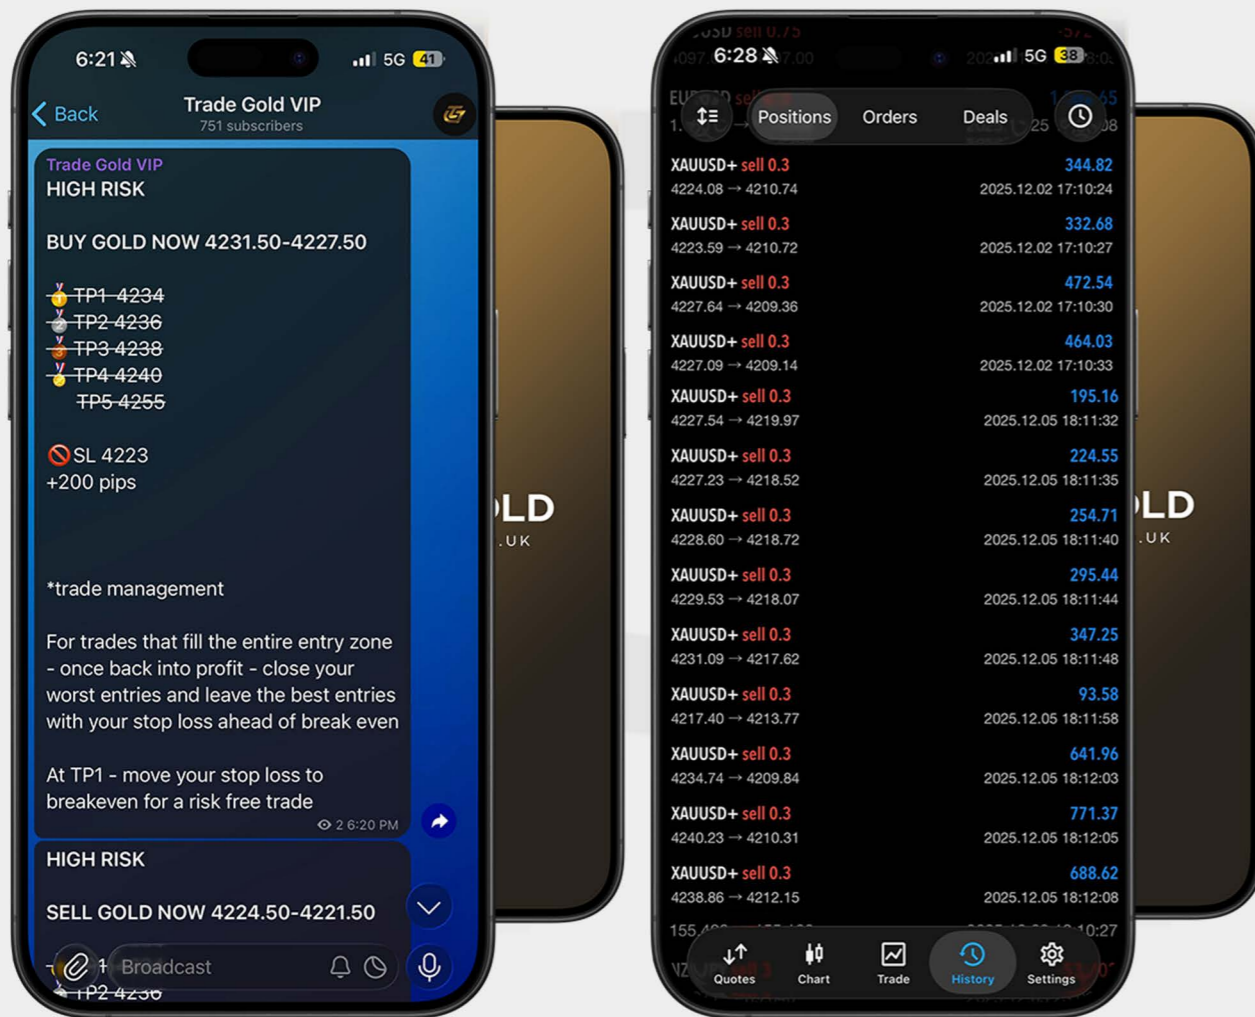 6:21
5G 41
Back
Trade Gold VIP
751 subscribers
Trade Gold VIP
HIGH RISK
BUY GOLD NOW 4231.50-4227.50
TP1 4234
TP2 4236
TP3 4238
TP4 4240
TP5 4255
SL 4223
+200 pips
*trade management
For trades that fill the entire entry zone
- once back into profit - close your
worst entries and leave the best entries
with your stop loss ahead of break even
At TP1 - move your stop loss to
breakeven for a risk free trade
2 6:20 PM
HIGH RISK
SELL GOLD NOW 4224.50-4221.50
1
Broadcast
TP2 4236
LD
.UK
sell 0.75
6:28
5G 38
Positions
Orders
Deals
XAUUSD+ sell 0.3
344.82
4224.08 → 4210.74
2025.12.02 17:10:24
XAUUSD+ sell 0.3
332.68
4223.59 → 4210.72
2025.12.02 17:10:27
XAUUSD+ sell 0.3
472.54
4227.64 → 4209.36
2025.12.02 17:10:30
XAUUSD+ sell 0.3
464.03
4227.09 → 4209.14
2025.12.02 17:10:33
XAUUSD+ sell 0.3
195.16
4227.54 → 4219.97
2025.12.05 18:11:32
XAUUSD+ sell 0.3
224.55
4227.23 → 4218.52
2025.12.05 18:11:35
XAUUSD+ sell 0.3
254.71
4228.60 → 4218.72
2025.12.05 18:11:40
XAUUSD+ sell 0.3
295.44
4229.53 → 4218.07
2025.12.05 18:11:44
XAUUSD+ sell 0.3
347.25
4231.09 → 4217.62
2025.12.05 18:11:48
XAUUSD+ sell 0.3
93.58
4217.40 → 4213.77
2025.12.05 18:11:58
XAUUSD+ sell 0.3
641.96
4234.74 → 4209.84
2025.12.05 18:12:03
XAUUSD+ sell 0.3
771.37
4240.23 → 4210.31
2025.12.05 18:12:05
XAUUSD+ sell 0.3
688.62
4238.86 → 4212.15
2025.12.05 18:12:08
10:27
Quotes
Chart
Trade
History
Settings
LD
.UK